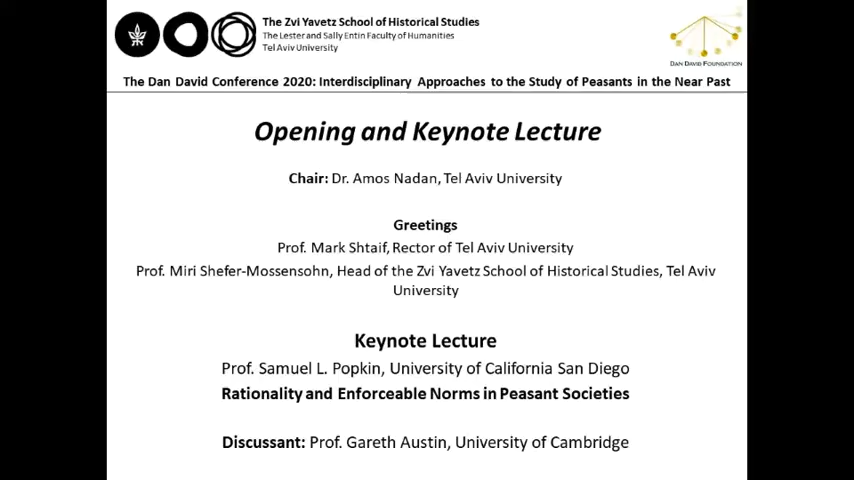 The Zvi Yavetz School of Historical Studies
The Lester and Sally Entin Faculty of Humanities
Tel Aviv University
DAN DAVID FOUNDATION
The Dan David Conference 2020: Interdisciplinary Approaches to the Study of Peasants in the Near Past
Opening and Keynote Lecture
Chair: Dr. Amos Nadan, Tel Aviv University
Greetings
Prof. Mark Shtaif, Rector of Tel Aviv University
Prof. Miri Shefer-Mossensohn, Head of the Zvi Yavetz School of Historical Studies, Tel Aviv
University
Keynote Lecture
Prof. Samuel L. Popkin, University of California San Diego
Rationality and Enforceable Norms in Peasant Societies
Discussant: Prof. Gareth Austin, University of Cambridge